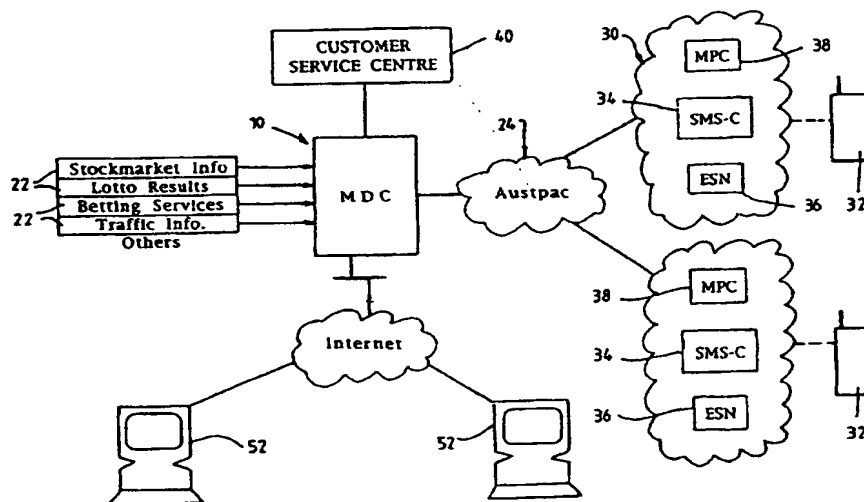 CUSTOMER
SERVICE CENTRE
40
30
MPC
38
34
SMS-C
10
24
32
ESN
36
22
Stockmarket Info
Lotto Results
22
Betting Services
22
Traffic Info.
Others
MDC
Austpac
38
MPC
34
SMS-C
36
ESN
32
Internet
52
52